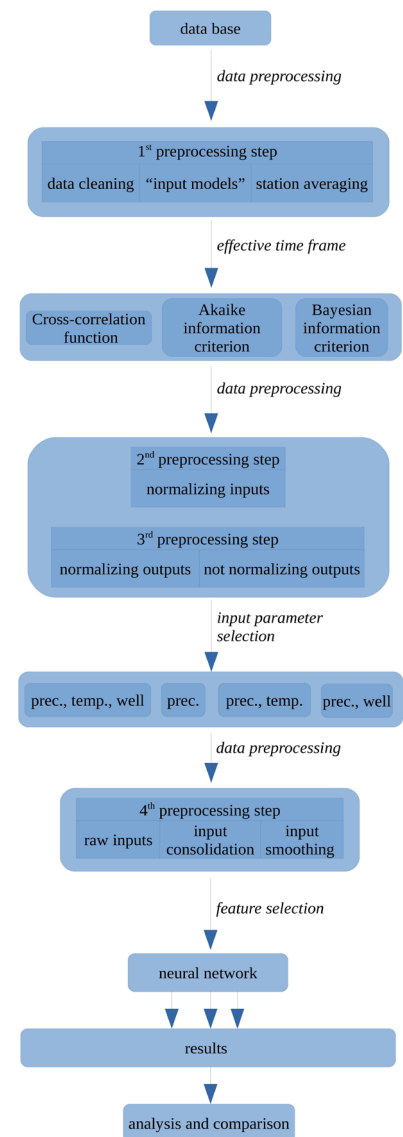 data base
data preprocessing
1st preprocessing step
data cleaning “input models” station averaging
effective time frame
Cross-correlation function
Akaike information criterion
Bayesian information criterion
data preprocessing
2nd preprocessing step
normalizing inputs
3rd preprocessing step
normalizing outputs not normalizing outputs
input parameter
selection
prec., temp., well prec. prec., temp. prec., well
data preprocessing
4th preprocessing step
raw inputs
input
consolidation
input
smoothing
feature selection
neural network
results
analysis and comparison